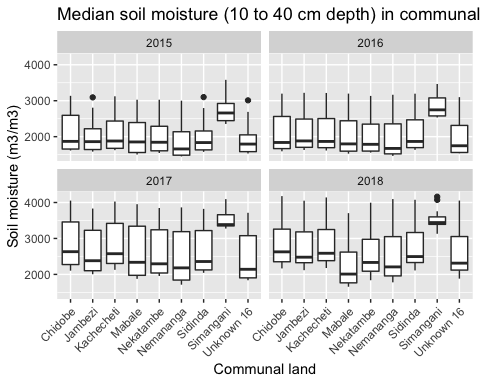 Median soil moisture (10 to 40 cm depth) in communal
2015
2016
4000
3000
2000
2017
2018
4000
3000
2000
Soil moisture (m3/m3)
Chidobe
Jambezi
Kachecheti
Mabale
Nekatambe
Nemananga
Sidinda
Simangani
Unknown 16
Chidobe
Jambezi
Kachecheti
Mabale
Nekatambe
Nemananga
Sidinda
Simangani
Unknown 16
Communal land